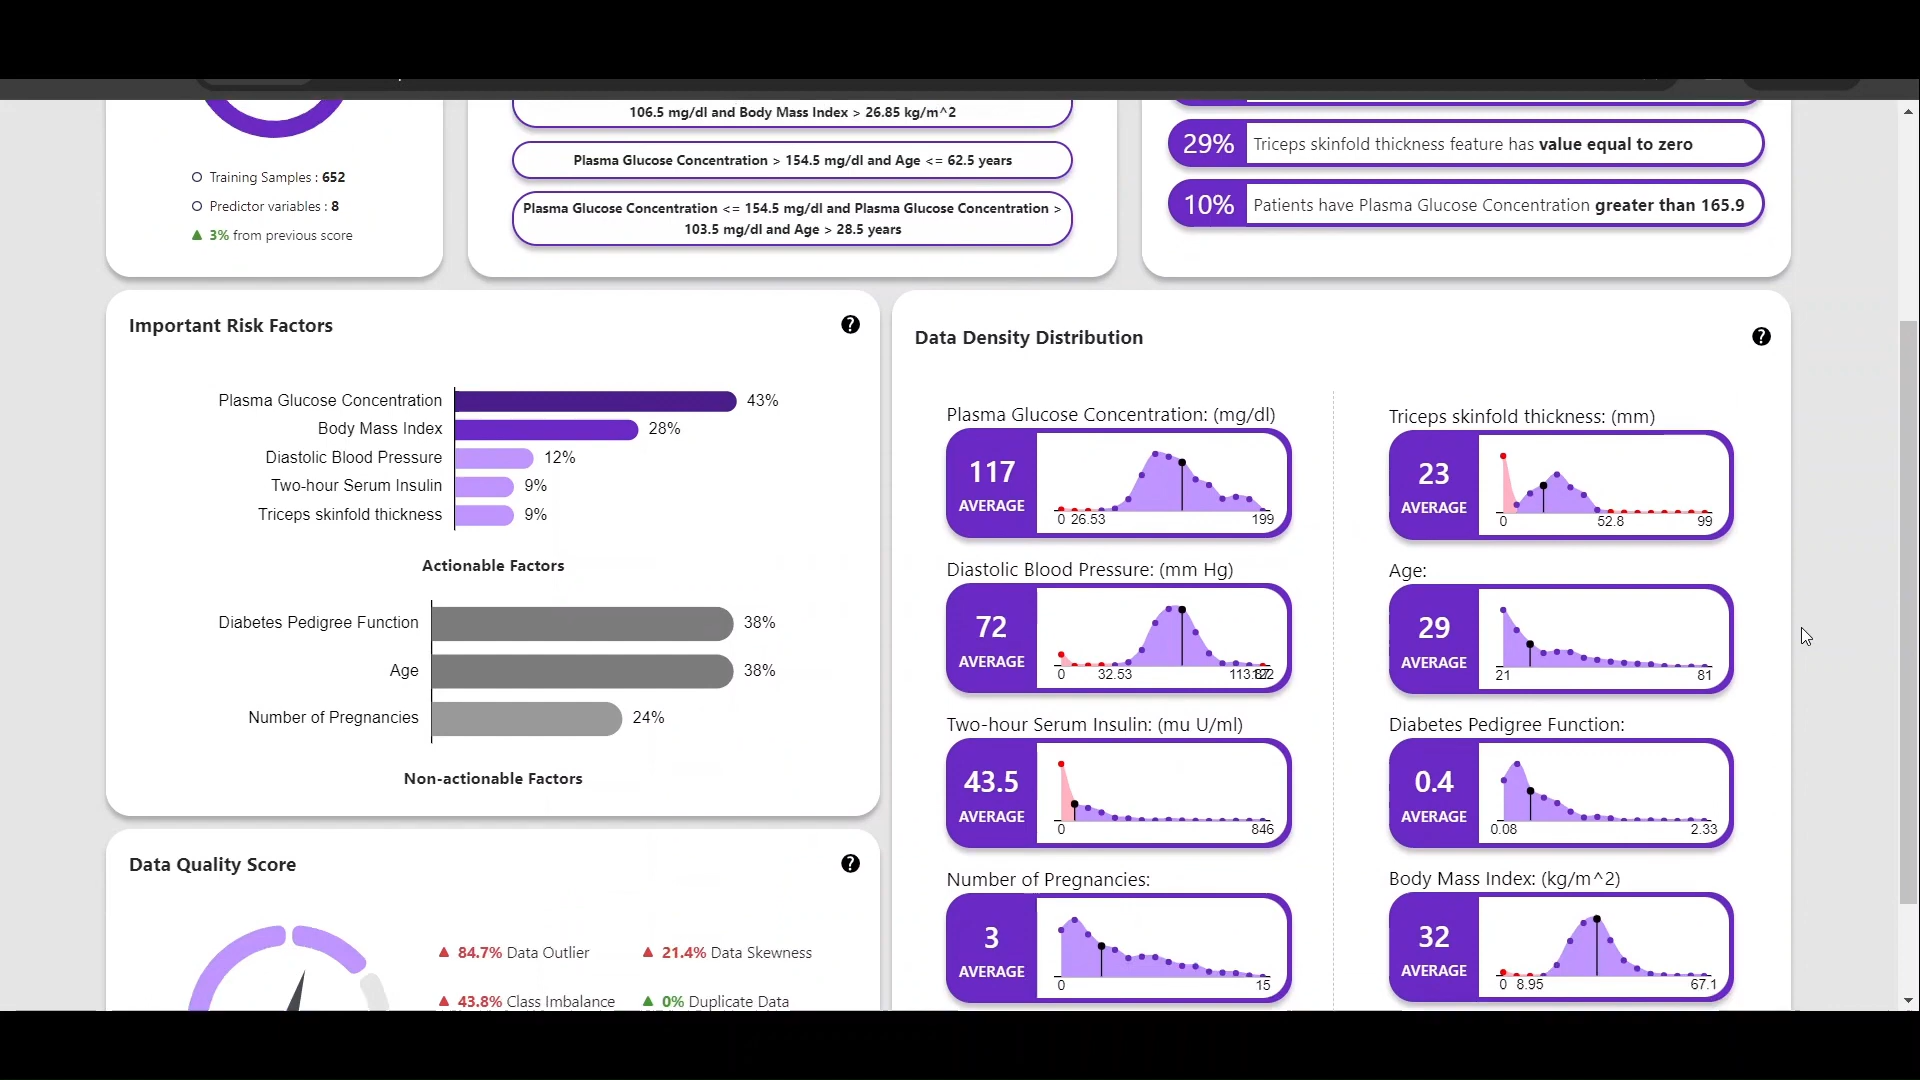 106.5 mg/dl and Body Mass Index > 26.85 kg/m^2
Plasma Glucose Concentration > 154.5 mg/dl and Age <= 62.5 years
Plasma Glucose Concentration <= 154.5 mg/dl and Plasma Glucose Concentration >
103.5 mg/dl and Age > 28.5 years
Training Samples : 652
Predictor variables : 8
3% from previous score
29% Triceps skinfold thickness feature has value equal to zero
10% Patients have Plasma Glucose Concentration greater than 165.9
Important Risk Factors
?
Plasma Glucose Concentration 43%
Body Mass Index 28%
Diastolic Blood Pressure 12%
Two-hour Serum Insulin 9%
Triceps skinfold thickness 9%
Actionable Factors
Diabetes Pedigree Function 38%
Age 38%
Number of Pregnancies 24%
Non-actionable Factors
Data Quality Score
?
84.7% Data Outlier
21.4% Data Skewness
43.8% Class Imbalance
0% Duplicate Data
Data Density Distribution
?
Plasma Glucose Concentration: (mg/dl)
117
AVERAGE
0 26.53 199
Diastolic Blood Pressure: (mm Hg)
72
AVERAGE
0 32.53
Two-hour Serum Insulin: (mu U/ml)
43.5
AVERAGE
0 846
Number of Pregnancies:
3
AVERAGE
0 15
Triceps skinfold thickness: (mm)
23
AVERAGE
0 52.8 99
Age:
29
AVERAGE
21 81
Diabetes Pedigree Function:
0.4
AVERAGE
0.08 2.33
Body Mass Index: (kg/m^2)
32
AVERAGE
0 8.95 67.1